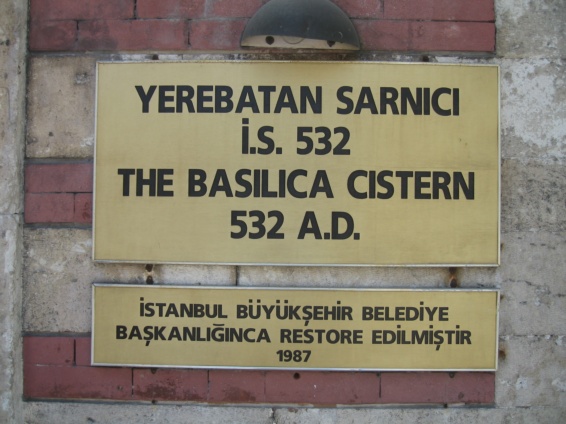 YEREBATAN SARNICI
İ.S. 532
THE BASILICA CISTERN
532 A.D.
İSTANBUL BÜYÜKŞEHİR BELEDİYE
BAŞKANLIĞINCA RESTORE EDİLMİŞTİR
1987